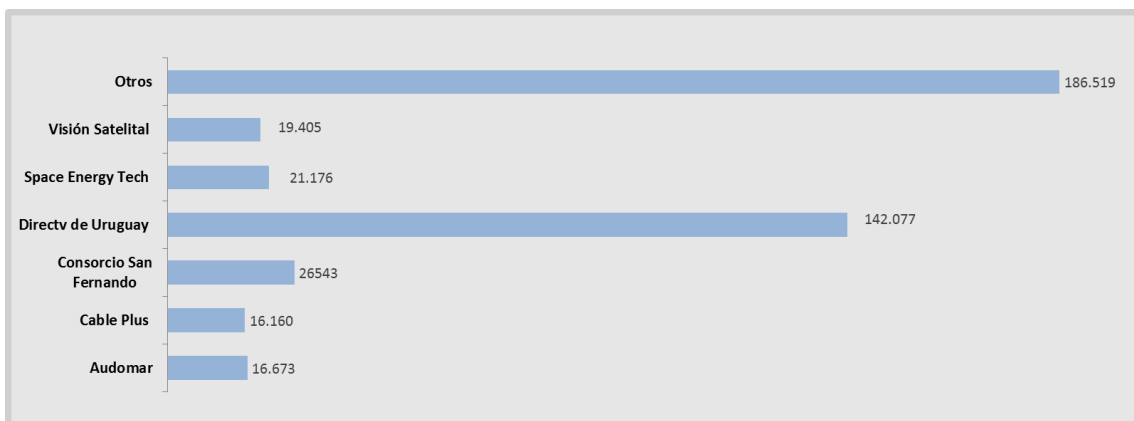 Otros
186.519
Visión Satelital
19.405
Space Energy Tech
21.176
Directv de Uruguay
142.077
Consorcio San
Fernando
26543
Cable Plus
16.160
Audomar
16.673